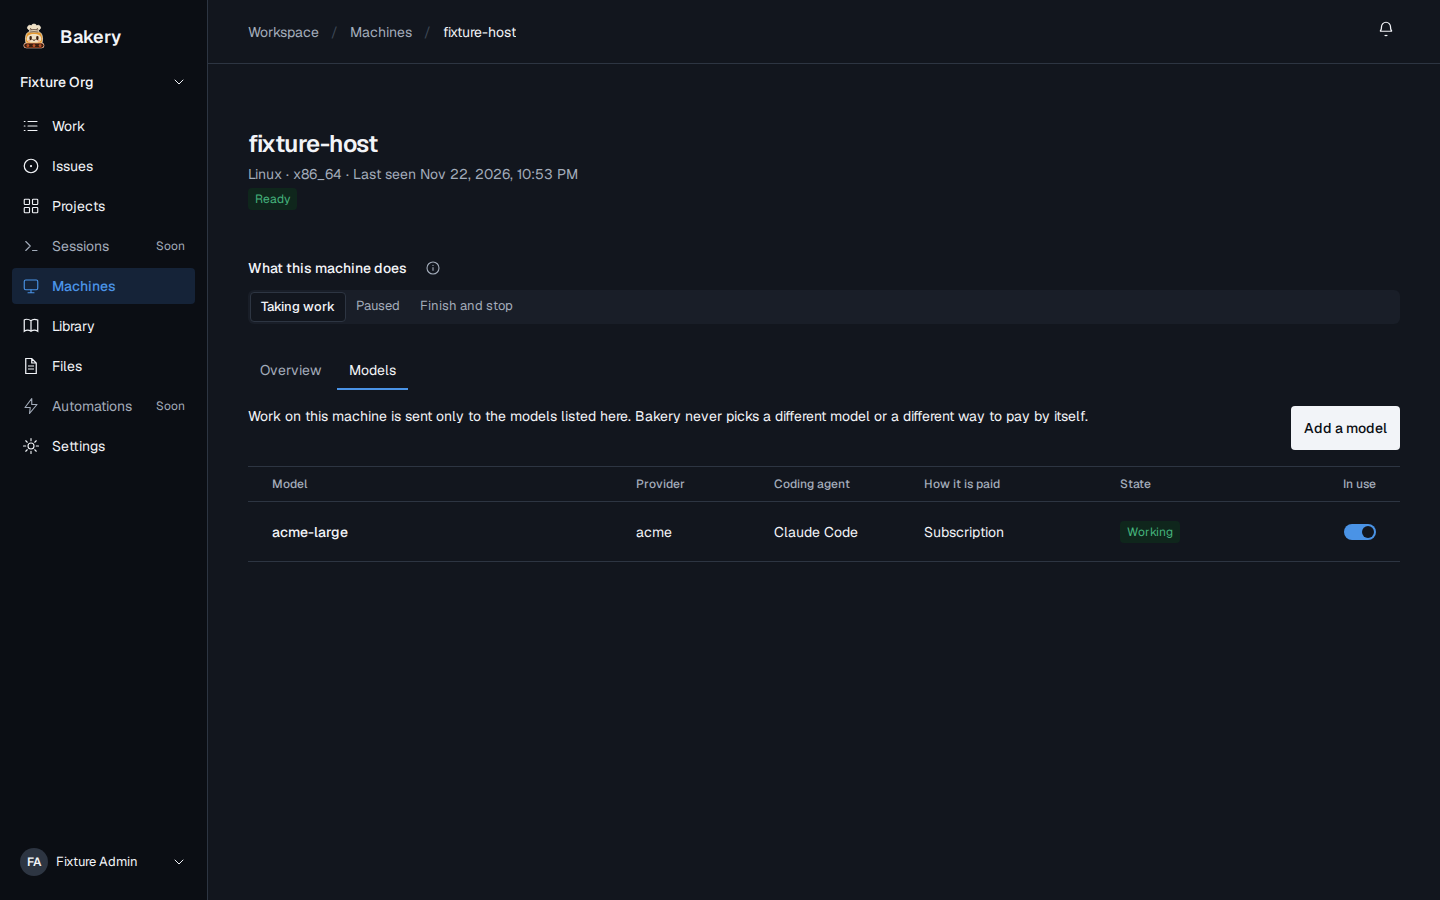 Bakery
Fixture Org
Work
Issues
Projects
Sessions Soon
Machines
Library
Files
Automations Soon
Settings
FA Fixture Admin
Workspace / Machines / fixture-host
fixture-host
Linux · x86_64 · Last seen Nov 22, 2026, 10:53 PM
Ready
What this machine does
Taking work Paused Finish and stop
Overview Models
Work on this machine is sent only to the models listed here. Bakery never picks a different model or a different way to pay by itself.
Add a model
Model Provider Coding agent How it is paid State In use
acme-large acme Claude Code Subscription Working